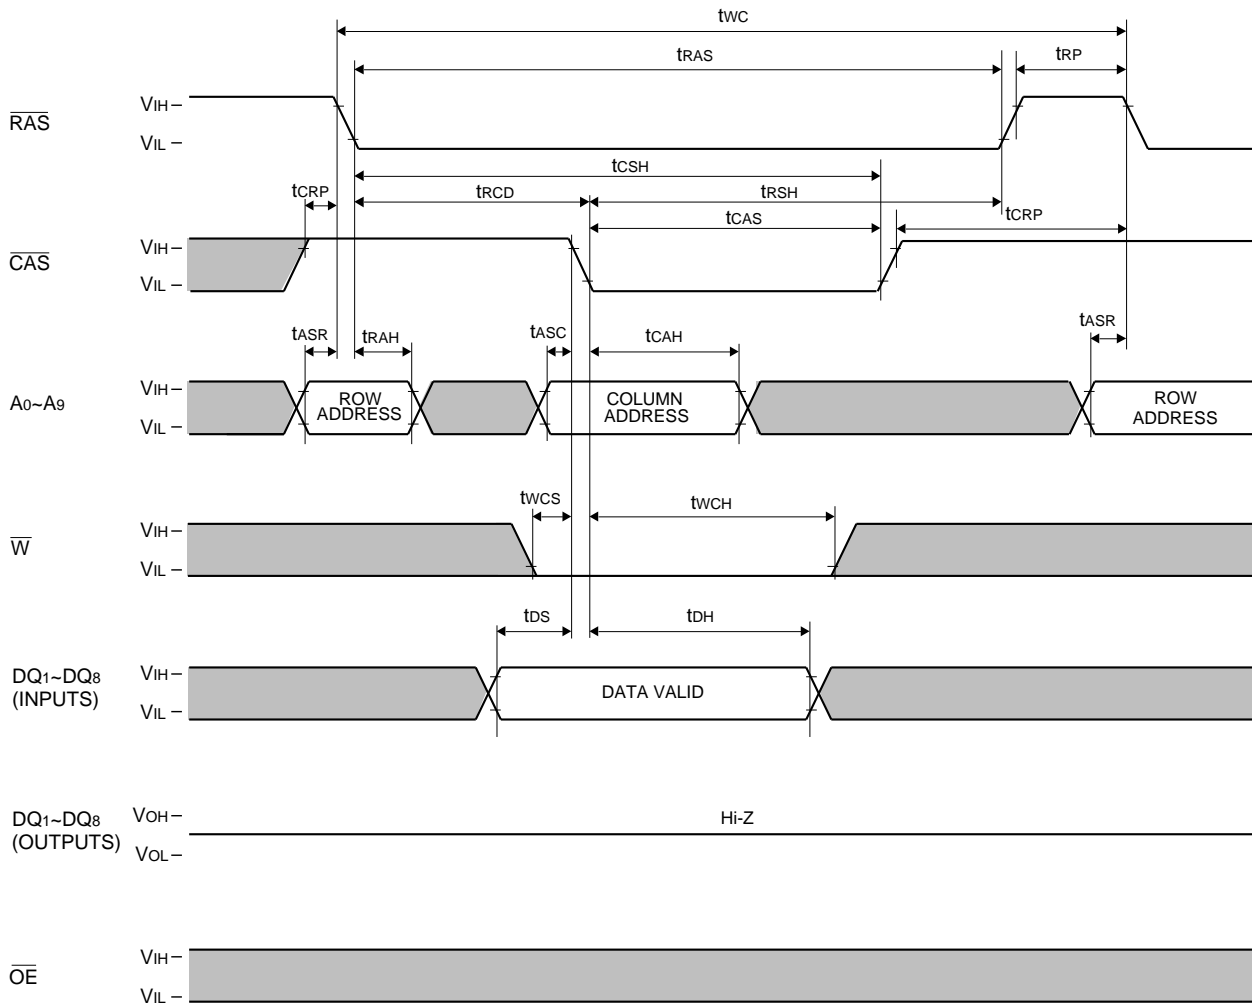 tWC
tRAS
tRP
RAS
VIH
VIL
tCSH
tCRP
tRCD
tRSH
tCAS
tCRP
CAS
VIH
VIL
tASR
tRAH
tASC
tCAH
tASR
A0~A9
VIH
VIL
ROW
ADDRESS
COLUMN
ADDRESS
ROW
ADDRESS
tWCS
tWCH
W
VIH
VIL
tDS
tDH
DQ1~DQ8
(INPUTS)
VIH
VIL
DATA VALID
DQ1~DQ8
(OUTPUTS)
VOH
VOL
Hi-Z
OE
VIH
VIL